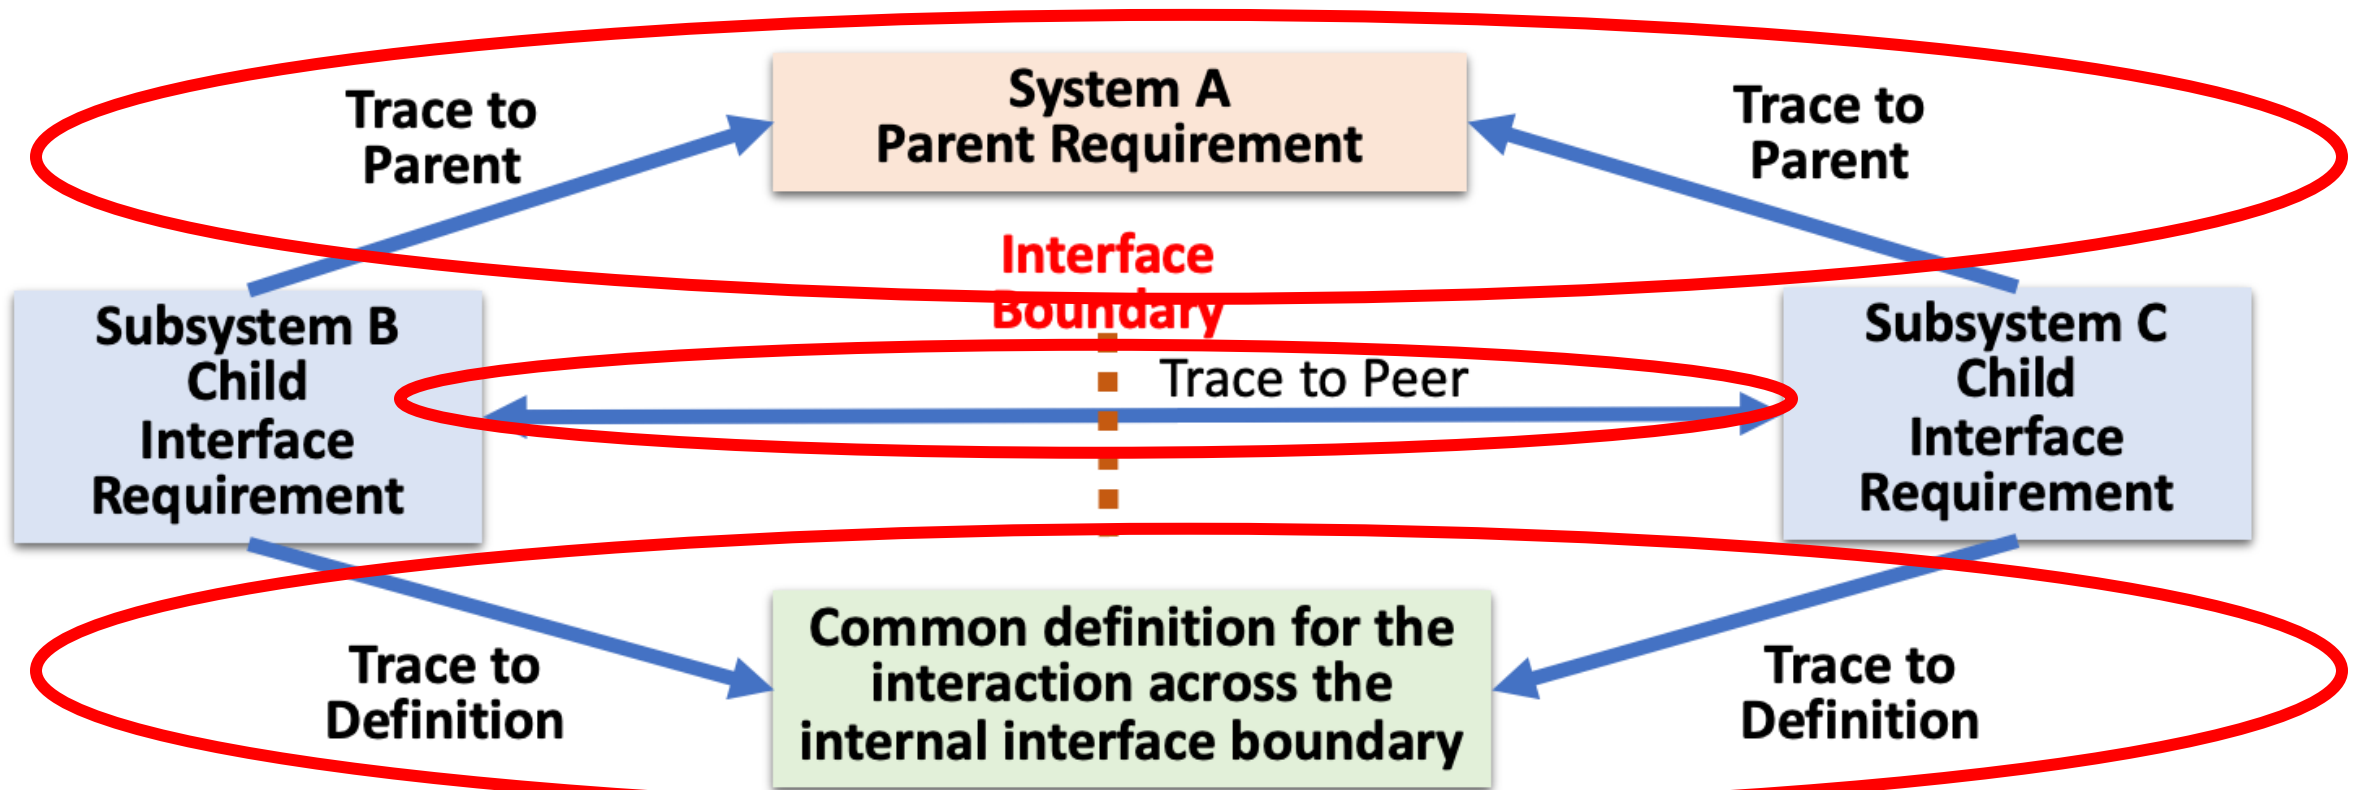 System A
Parent Requirement
Trace to
Parent
Trace to
Parent
Interface
Boundary
Subsystem B
Child
Interface
Requirement
Trace to Peer
Subsystem C
Child
Interface
Requirement
Trace to
Definition
Common definition for the
interaction across the
internal interface boundary
Trace to
Definition